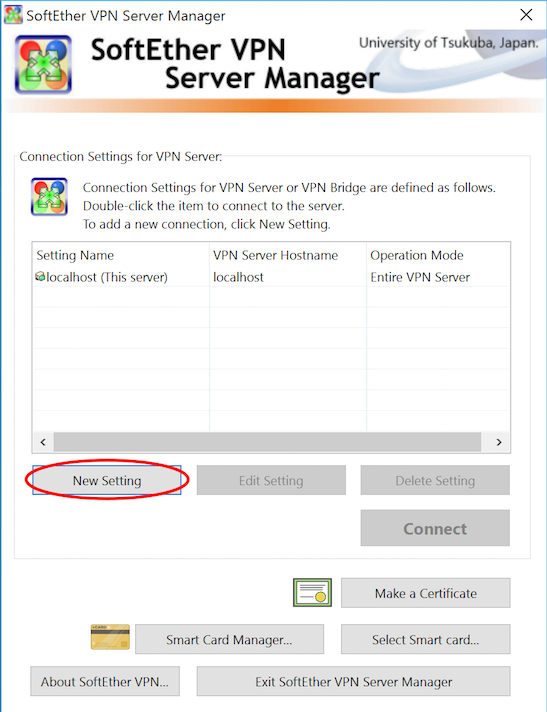 SoftEther VPN Server Manager
SoftEther VPN
Server Manager
University of Tsukuba, Japan.
Connection Settings for VPN Server:
Connection Settings for VPN Server or VPN Bridge are defined as follows.
Double-click the item to connect to the server.
To add a new connection, click New Setting.
Setting Name VPN Server Hostname Operation Mode
localhost (This server) localhost Entire VPN Server
New Setting Edit Setting Delete Setting
Connect
Make a Certificate
Smart Card Manager... Select Smart card...
About SoftEther VPN... Exit SoftEther VPN Server Manager